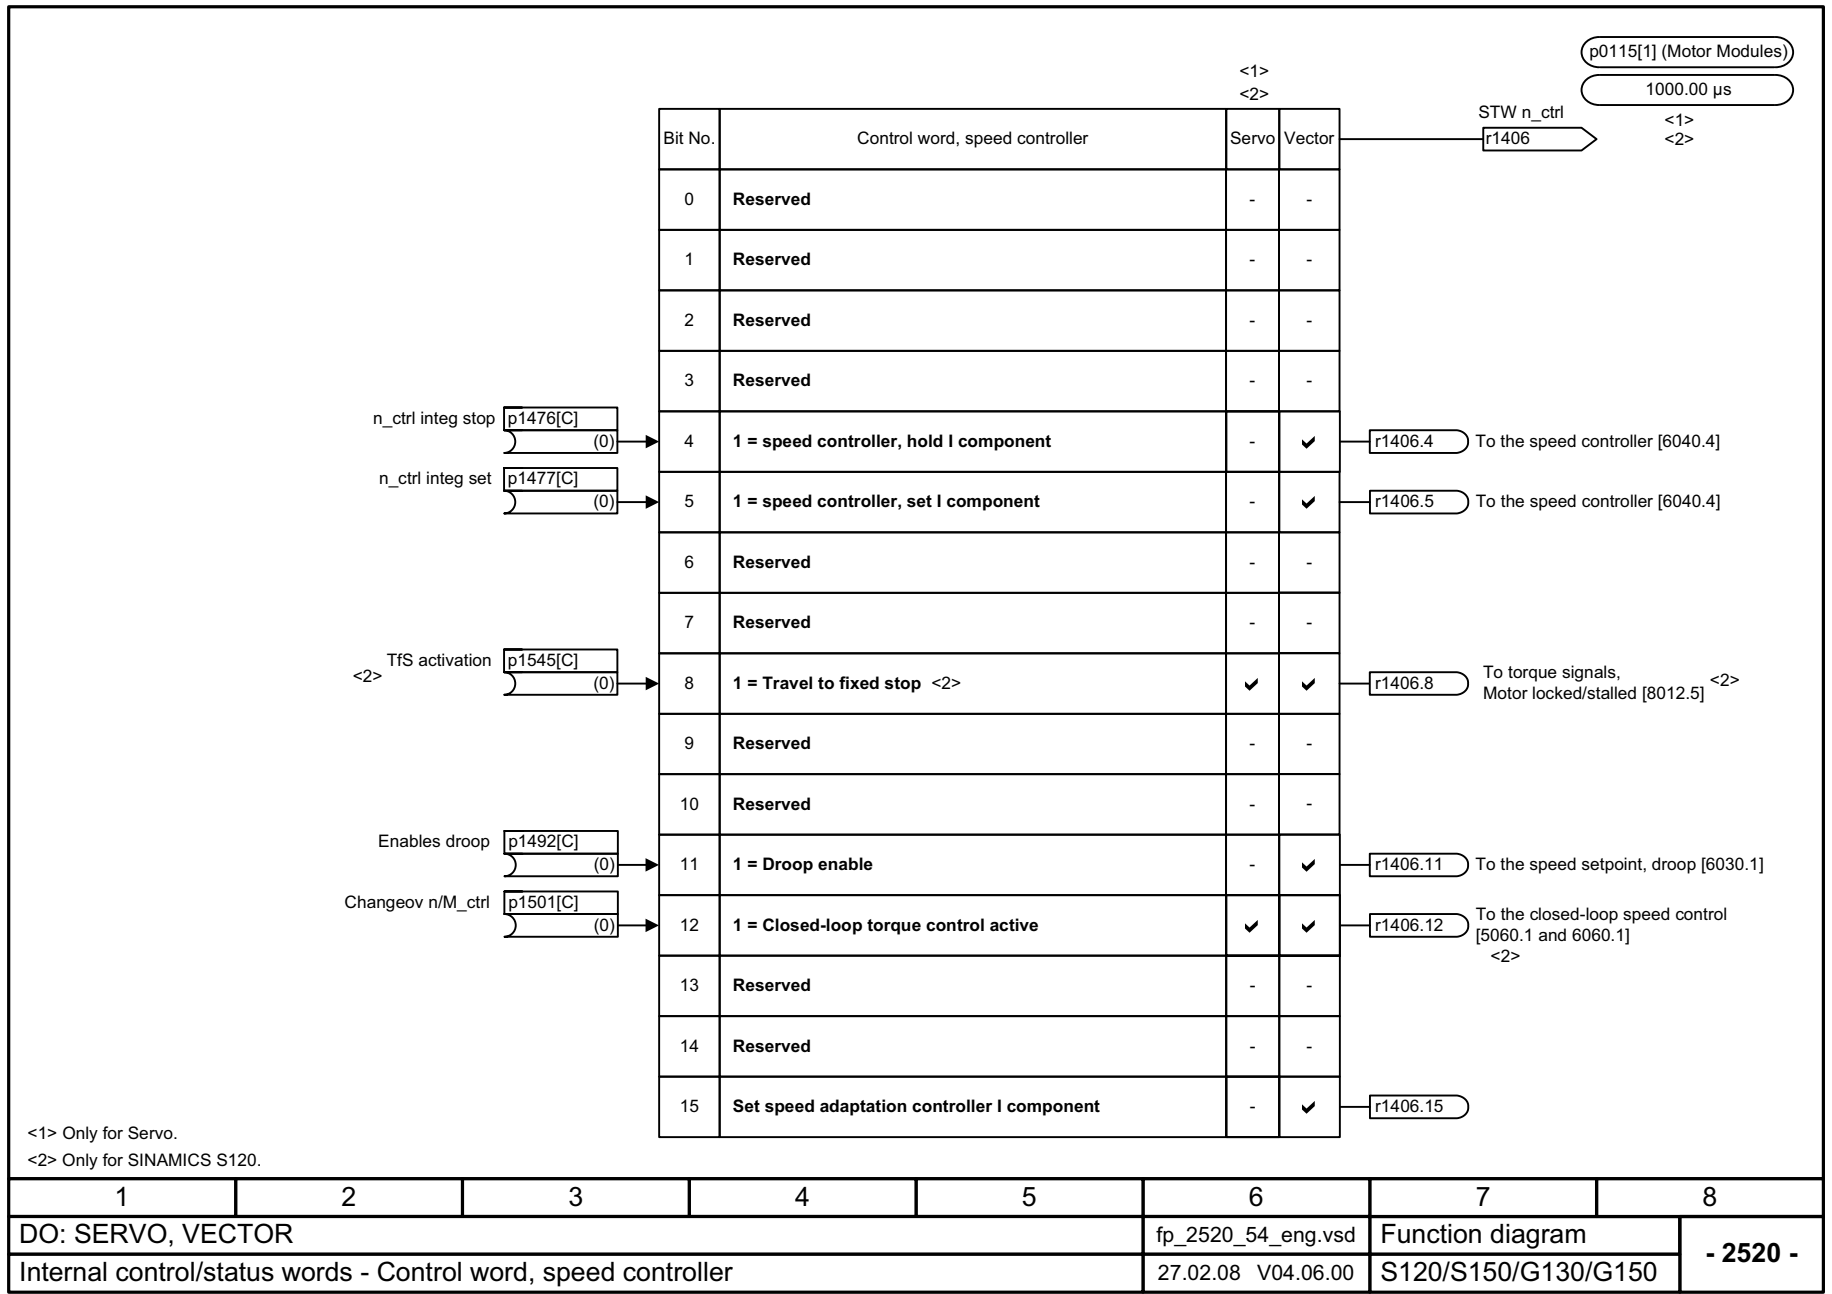 p0115[1] (Motor Modules)
1000.00 µs
<1>
<2>
<1>
<2>
STW n_ctrl
r1406
Bit No. Control word, speed controller Servo Vector
0 Reserved - -
1 Reserved - -
2 Reserved - -
3 Reserved - -
n_ctrl integ stop p1476[C]
(0) 4 1 = speed controller, hold I component - ✔ r1406.4 To the speed controller [6040.4]
n_ctrl integ set p1477[C]
(0) 5 1 = speed controller, set I component - ✔ r1406.5 To the speed controller [6040.4]
6 Reserved - -
7 Reserved - -
TfS activation p1545[C]
<2> (0) 8 1 = Travel to fixed stop <2> ✔ ✔ r1406.8 To torque signals,
Motor locked/stalled [8012.5] <2>
9 Reserved - -
10 Reserved - -
Enables droop p1492[C]
(0) 11 1 = Droop enable - ✔ r1406.11 To the speed setpoint, droop [6030.1]
Changeov n/M_ctrl p1501[C]
(0) 12 1 = Closed-loop torque control active ✔ ✔ r1406.12 To the closed-loop speed control
[5060.1 and 6060.1]
<2>
13 Reserved - -
14 Reserved - -
15 Set speed adaptation controller I component - ✔ r1406.15
<1> Only for Servo.
<2> Only for SINAMICS S120.
1 2 3 4 5 6 7 8
DO: SERVO, VECTOR fp_2520_54_eng.vsd Function diagram
- 2520 -
Internal control/status words - Control word, speed controller 27.02.08 V04.06.00 S120/S150/G130/G150